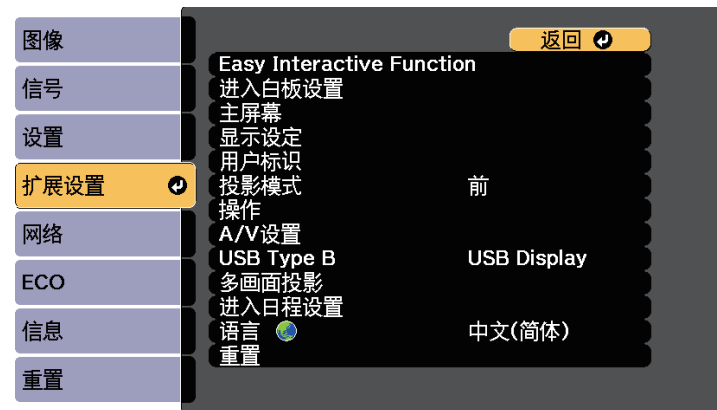 图像
信号
设置
扩展设置
网络
ECO
信息
重置
返回
Easy Interactive Function
进入白板设置
主屏幕
显示设定
用户标识
投影模式 前
操作
A/V设置
USB Type B USB Display
多画面投影
进入日程设置
语言 中文(简体)
重置